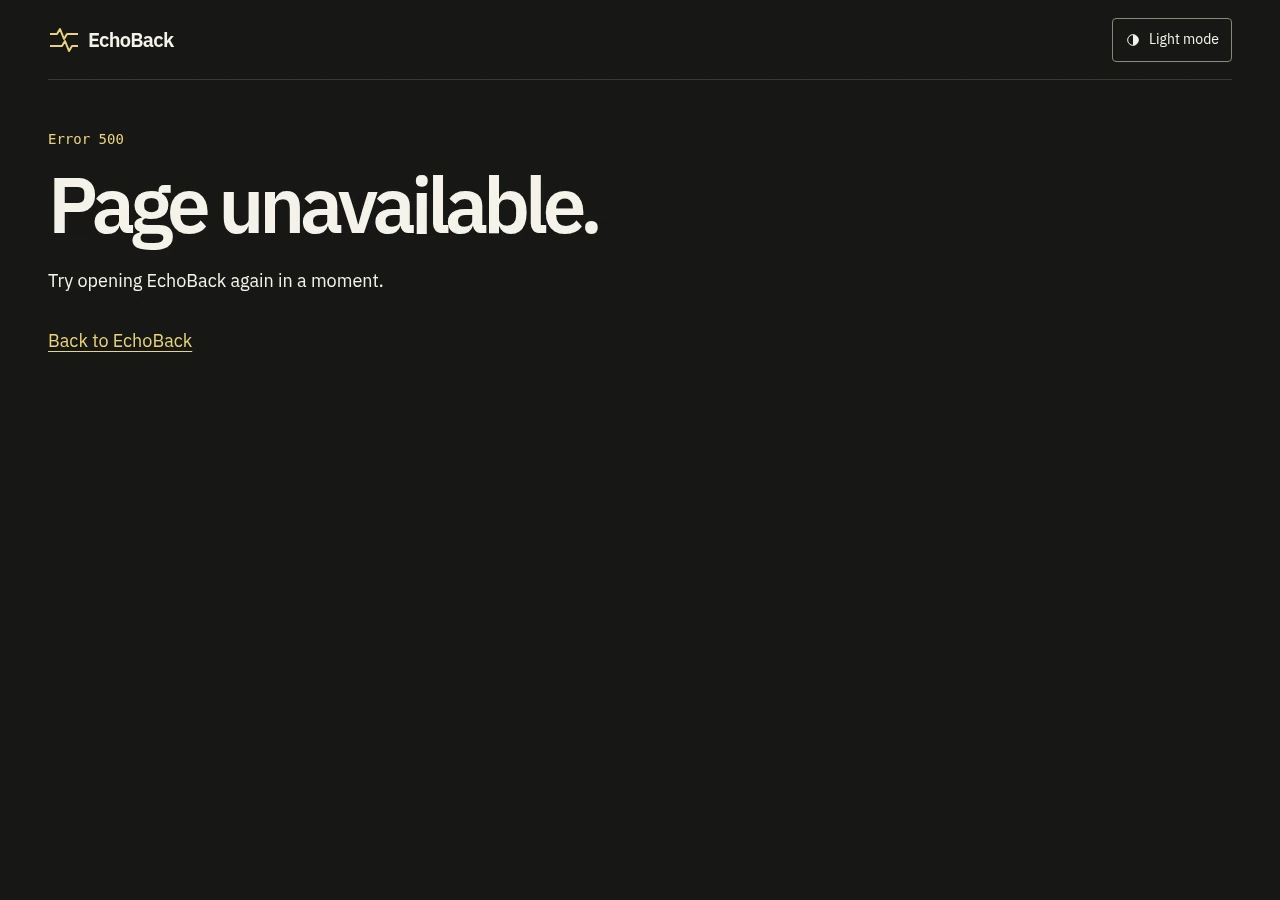 EchoBack
Light mode
Error 500
Page unavailable.
Try opening EchoBack again in a moment.
Back to EchoBack